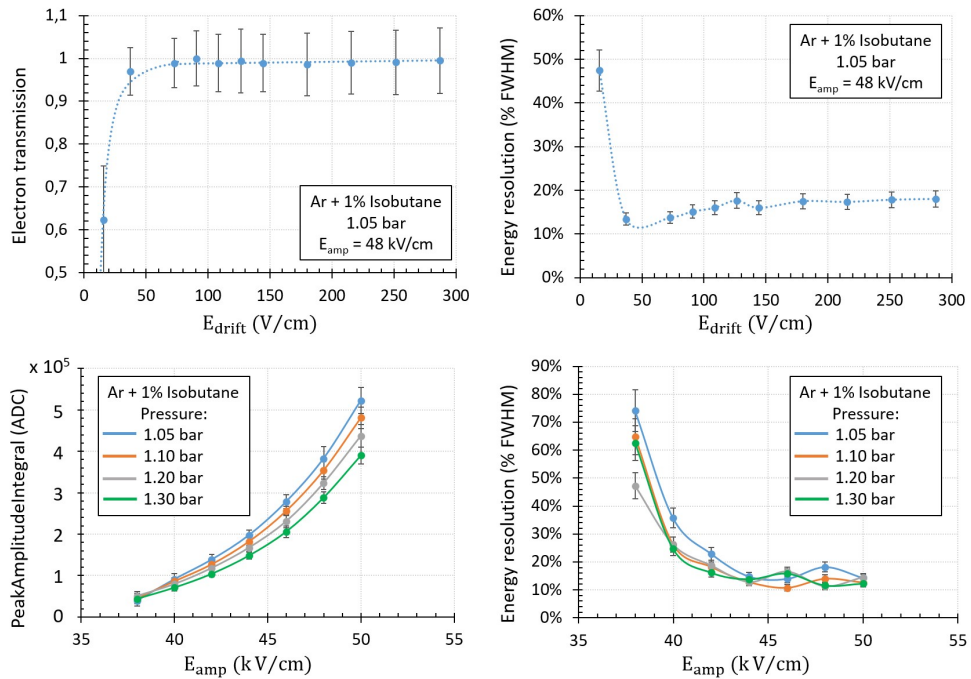 Electron transmission
1,1
1
0,9
0,8
0,7
0,6
0,5
Ar + 1% Isobutane
1.05 bar
E_amp = 48 kV/cm
0 50 100 150 200 250 300
E_drift (V/cm)
Energy resolution (% FWHM)
60%
50%
40%
30%
20%
10%
0%
Ar + 1% Isobutane
1.05 bar
E_amp = 48 kV/cm
0 50 100 150 200 250 300
E_drift (V/cm)
PeakAmplitudeIntegral (ADC)
x 10⁵
5
4
3
2
1
0
Ar + 1% Isobutane
Pressure:
1.05 bar
1.10 bar
1.20 bar
1.30 bar
35 40 45 50 55
E_amp (kV/cm)
Energy resolution (% FWHM)
90%
80%
70%
60%
50%
40%
30%
20%
10%
0%
Ar + 1% Isobutane
Pressure:
1.05 bar
1.10 bar
1.20 bar
1.30 bar
35 40 45 50 55
E_amp (kV/cm)